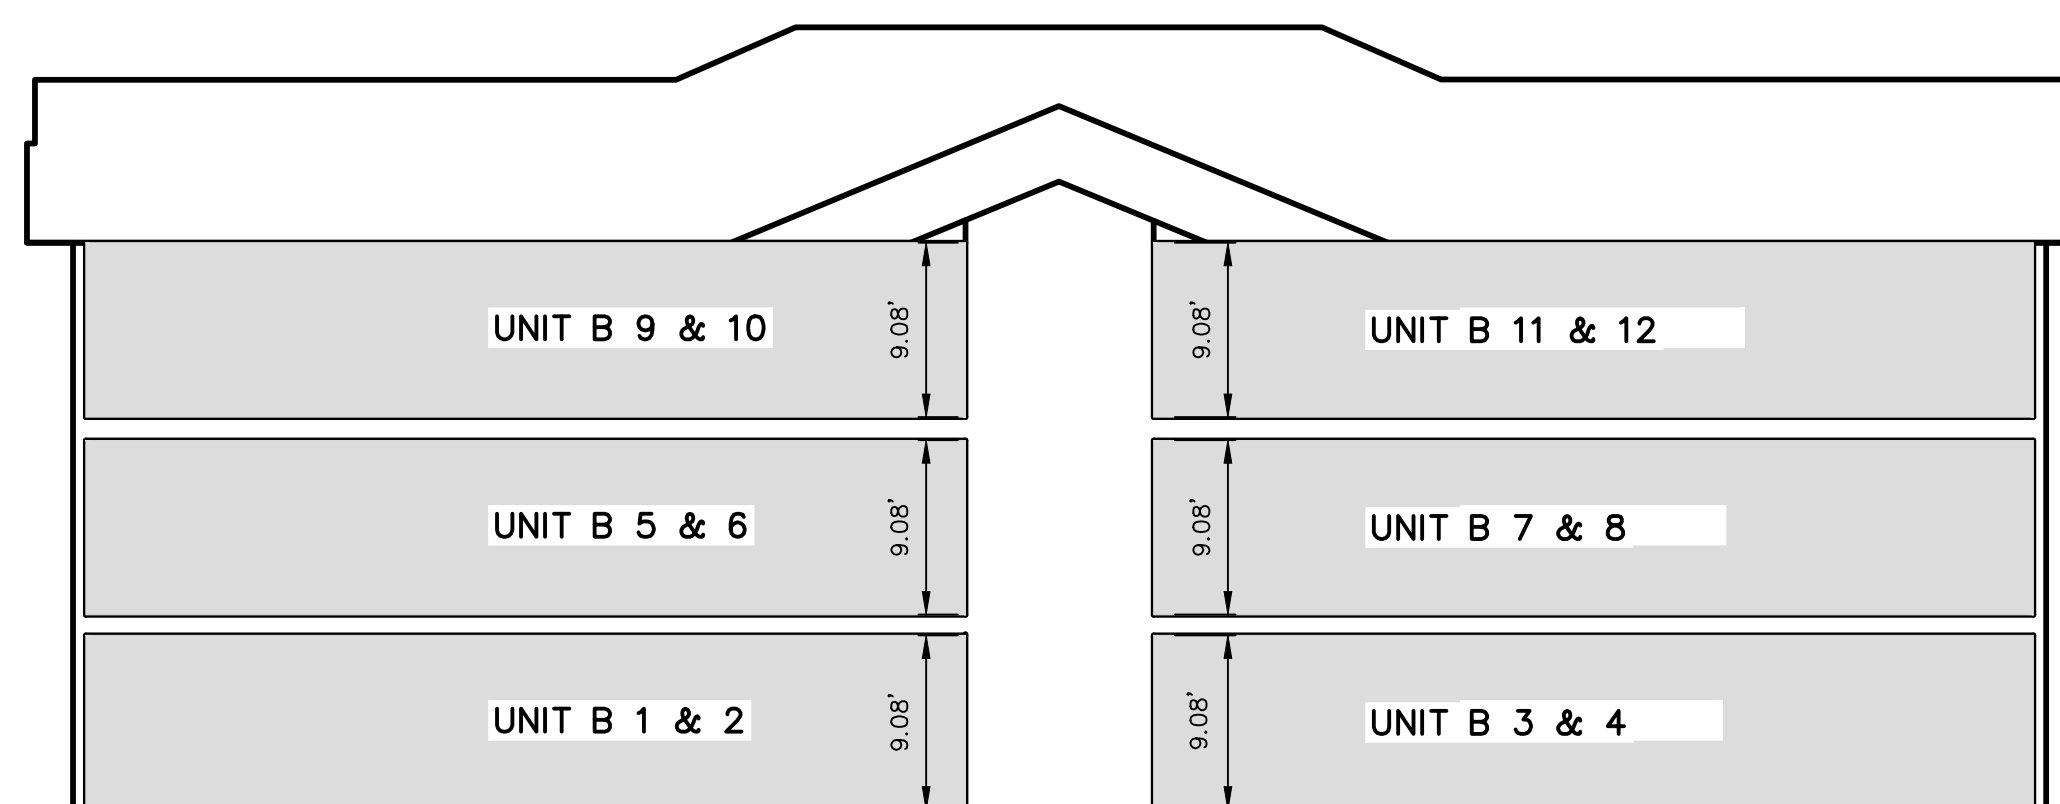 UNIT B 9 & 10
9.08'
9.08'
UNIT B 11 & 12
UNIT B 5 & 6
9.08'
9.08'
UNIT B 7 & 8
UNIT B 1 & 2
9.08'
9.08'
UNIT B 3 & 4